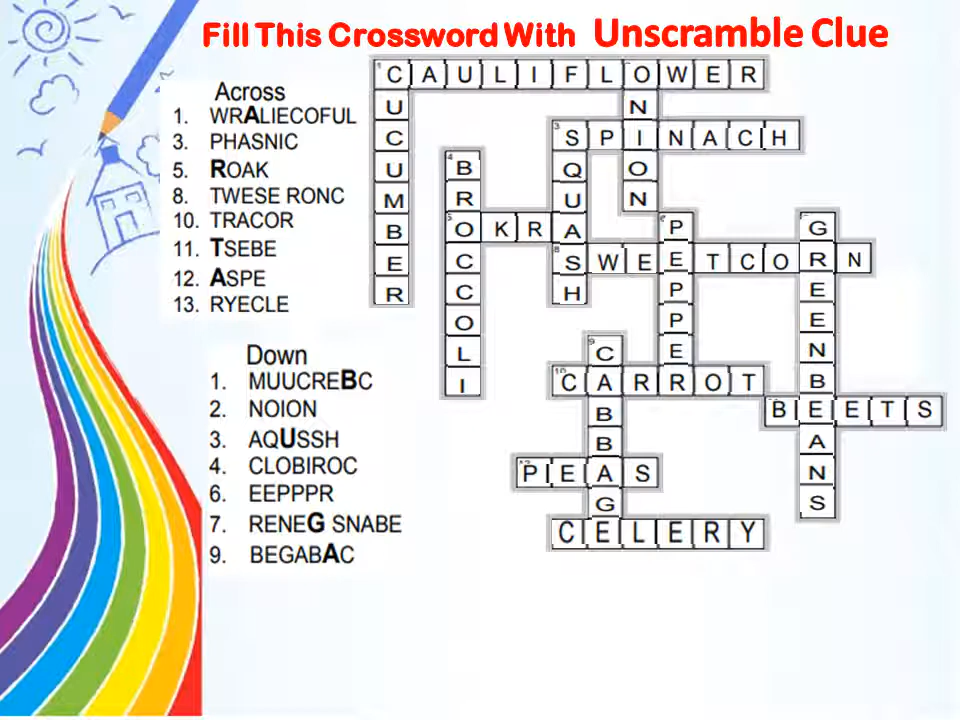 Fill This Crossword With Unscramble Clue
Across
1. WRALIECOFUL
3. PHASNIC
5. ROAK
8. TWESE RONC
10. TRACOR
11. TSEBE
12. ASPE
13. RYECLE
Down
1. MUUCREBC
2. NOION
3. AQUSSH
4. CLOBIROC
6. EEPPPR
7. RENEG SNABE
9. BEGABAC
CAULIFLOWER
CUCUMBER
ONION
SPINACH
SQUASH
BROCCOLI
OKRA
PEPPER
GREENBEANS
SWEETCORN
CABBAGE
CARROT
BEETS
PEAS
CELERY